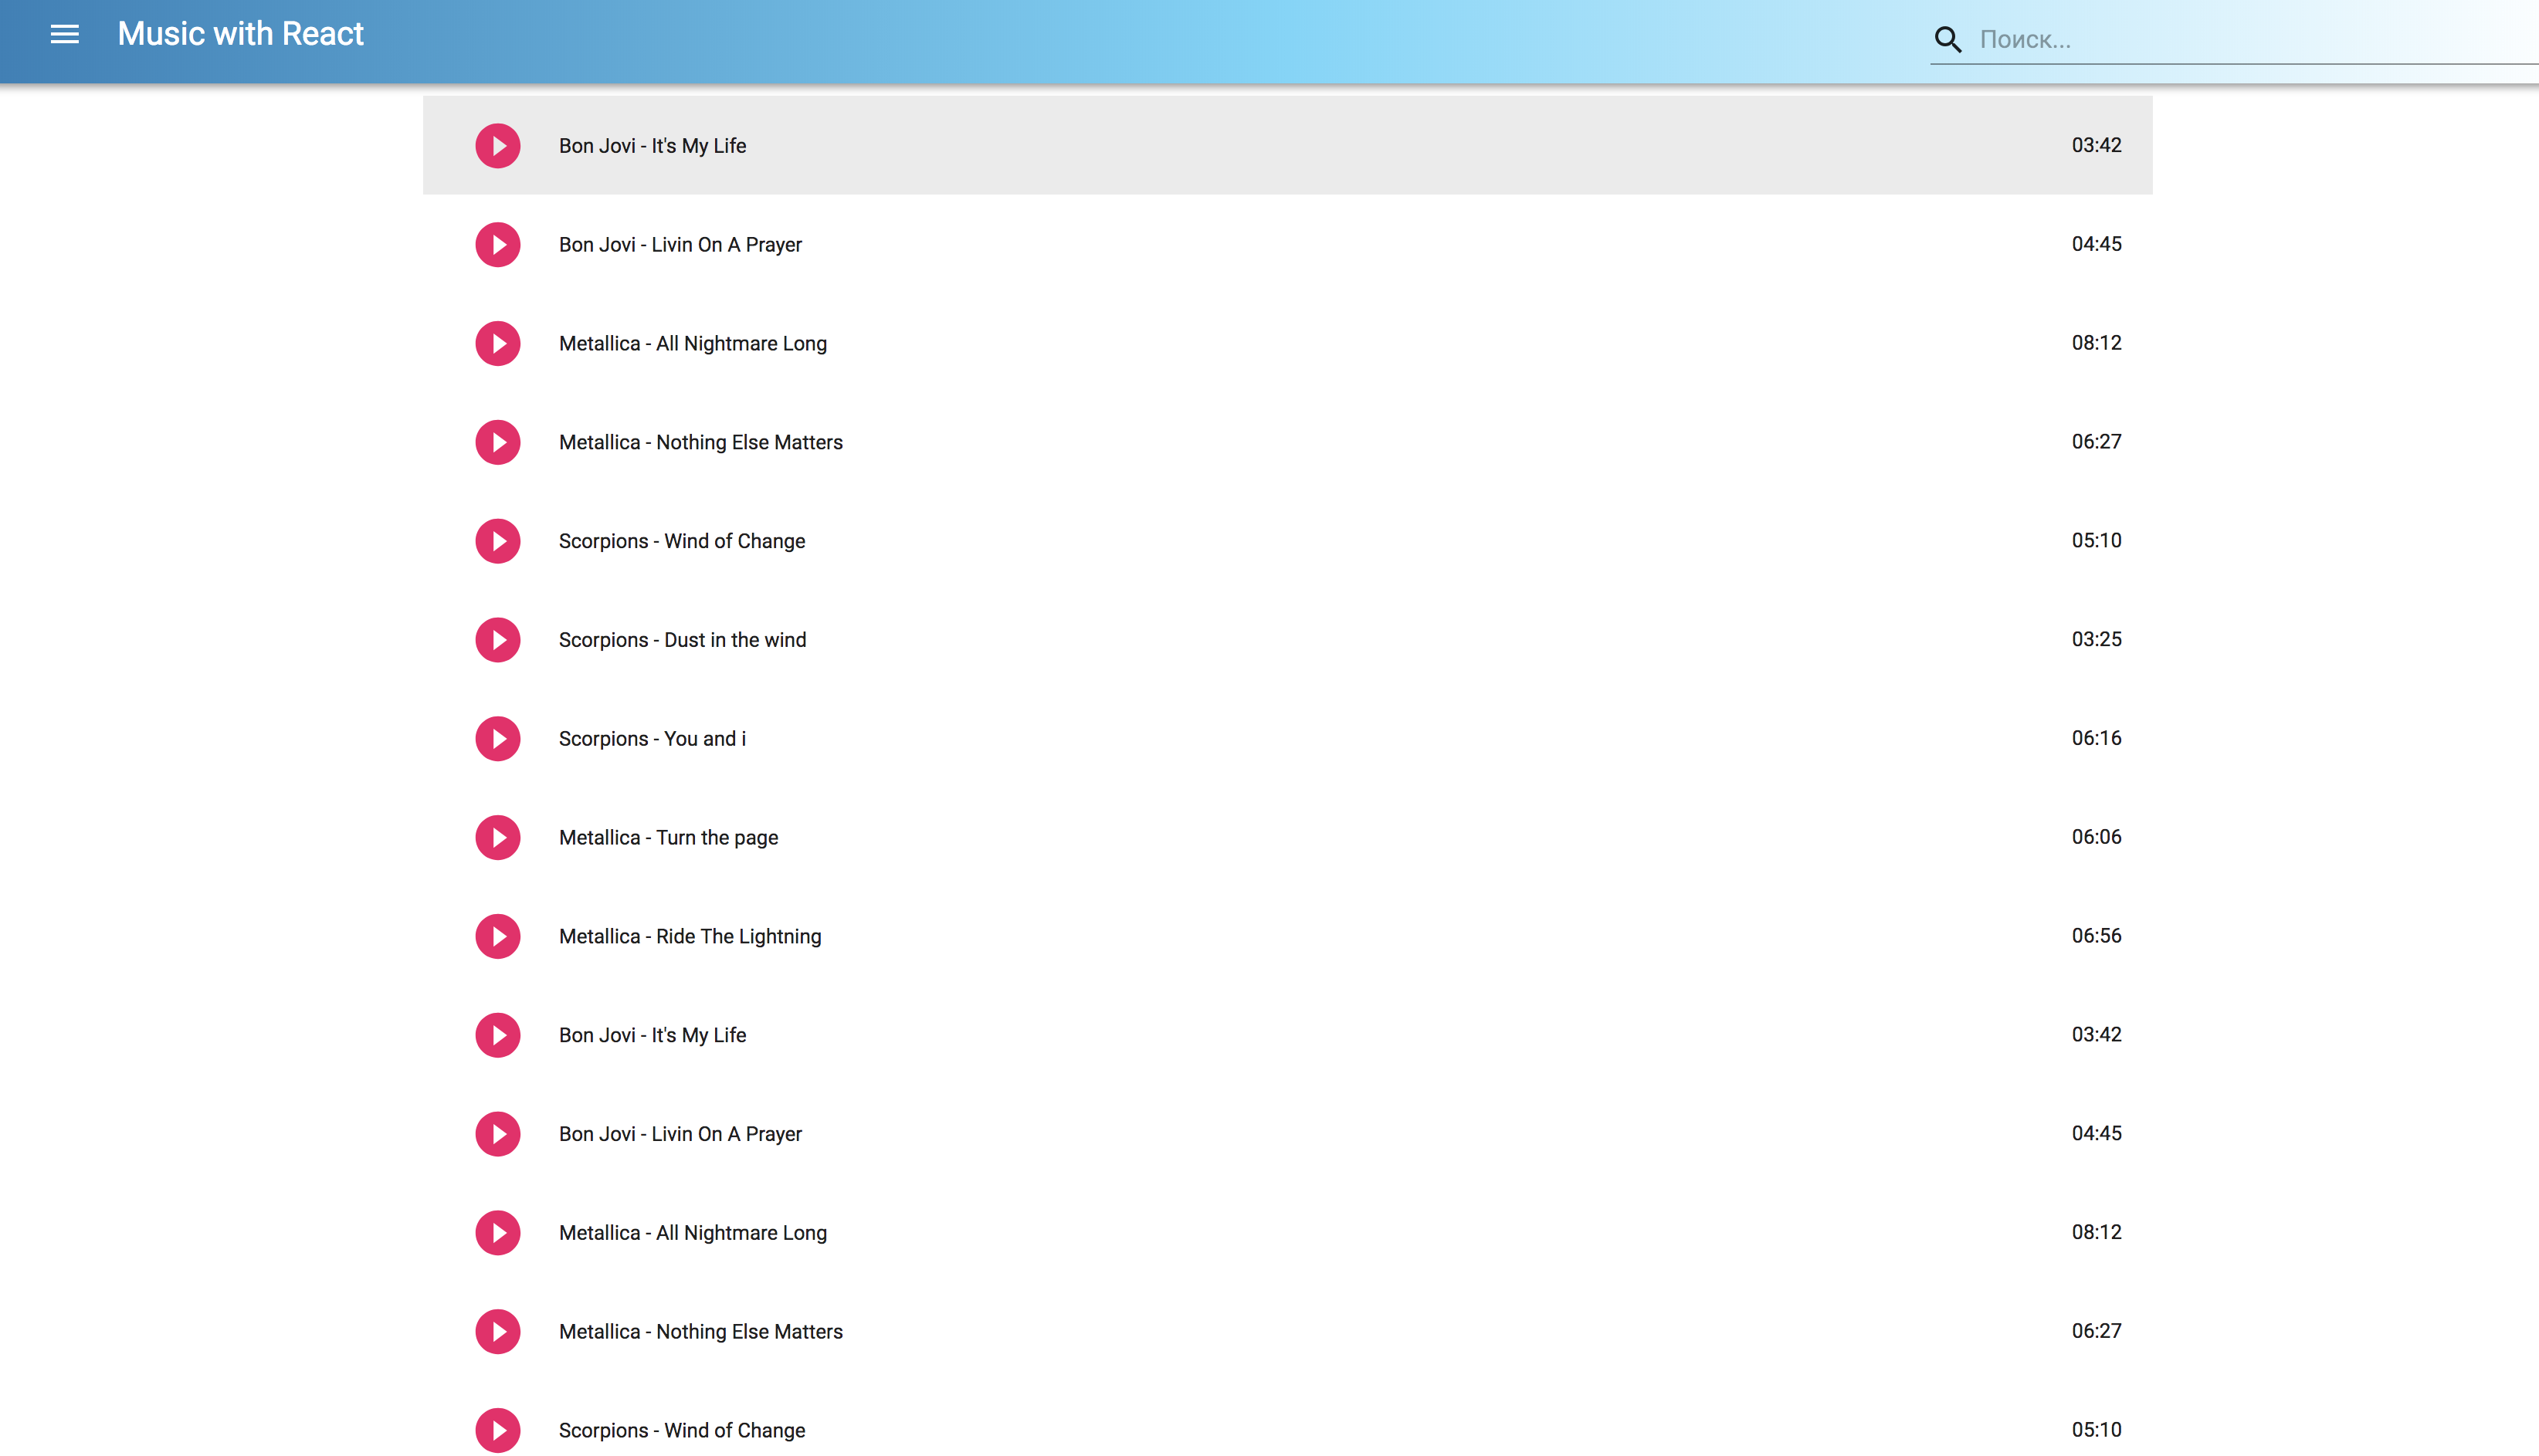 Music with React
Поиск...
Bon Jovi - It's My Life 03:42
Bon Jovi - Livin On A Prayer 04:45
Metallica - All Nightmare Long 08:12
Metallica - Nothing Else Matters 06:27
Scorpions - Wind of Change 05:10
Scorpions - Dust in the wind 03:25
Scorpions - You and i 06:16
Metallica - Turn the page 06:06
Metallica - Ride The Lightning 06:56
Bon Jovi - It's My Life 03:42
Bon Jovi - Livin On A Prayer 04:45
Metallica - All Nightmare Long 08:12
Metallica - Nothing Else Matters 06:27
Scorpions - Wind of Change 05:10